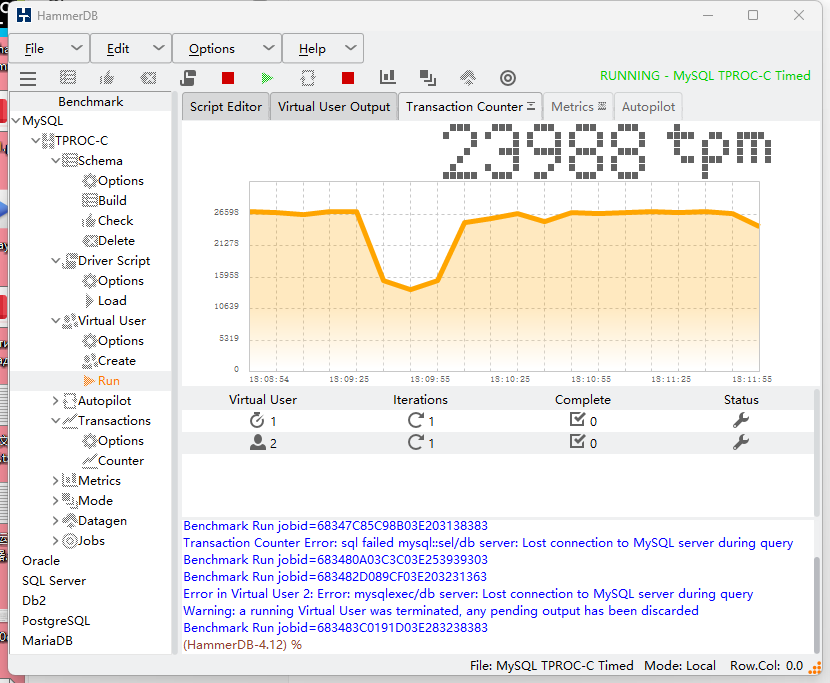 HammerDB
File Edit Options Help
RUNNING - MySQL TPROC-C Timed
Benchmark
MySQL
TPROC-C
Schema
Options
Build
Check
Delete
Driver Script
Options
Load
Virtual User
Options
Create
Run
Autopilot
Transactions
Options
Counter
Metrics
Mode
Datagen
Jobs
Oracle
SQL Server
Db2
PostgreSQL
MariaDB
Script Editor Virtual User Output Transaction Counter Metrics Autopilot
23988 tpm
26598
21278
15958
10639
5319
0
18:08:54 18:09:25 18:09:55 18:10:25 18:10:55 18:11:25 18:11:55
Virtual User Iterations Complete Status
1 1 0
2 1 0
Benchmark Run jobid=68347C85C98B03E203138383
Transaction Counter Error: sql failed mysql::sel/db server: Lost connection to MySQL server during query
Benchmark Run jobid=683480A03C3C03E253939303
Benchmark Run jobid=683482D089CF03E203231363
Error in Virtual User 2: Error: mysqlexec/db server: Lost connection to MySQL server during query
Warning: a running Virtual User was terminated, any pending output has been discarded
Benchmark Run jobid=683483C0191D03E283238383
(HammerDB-4.12) %
File: MySQL TPROC-C Timed Mode: Local Row.Col: 0.0